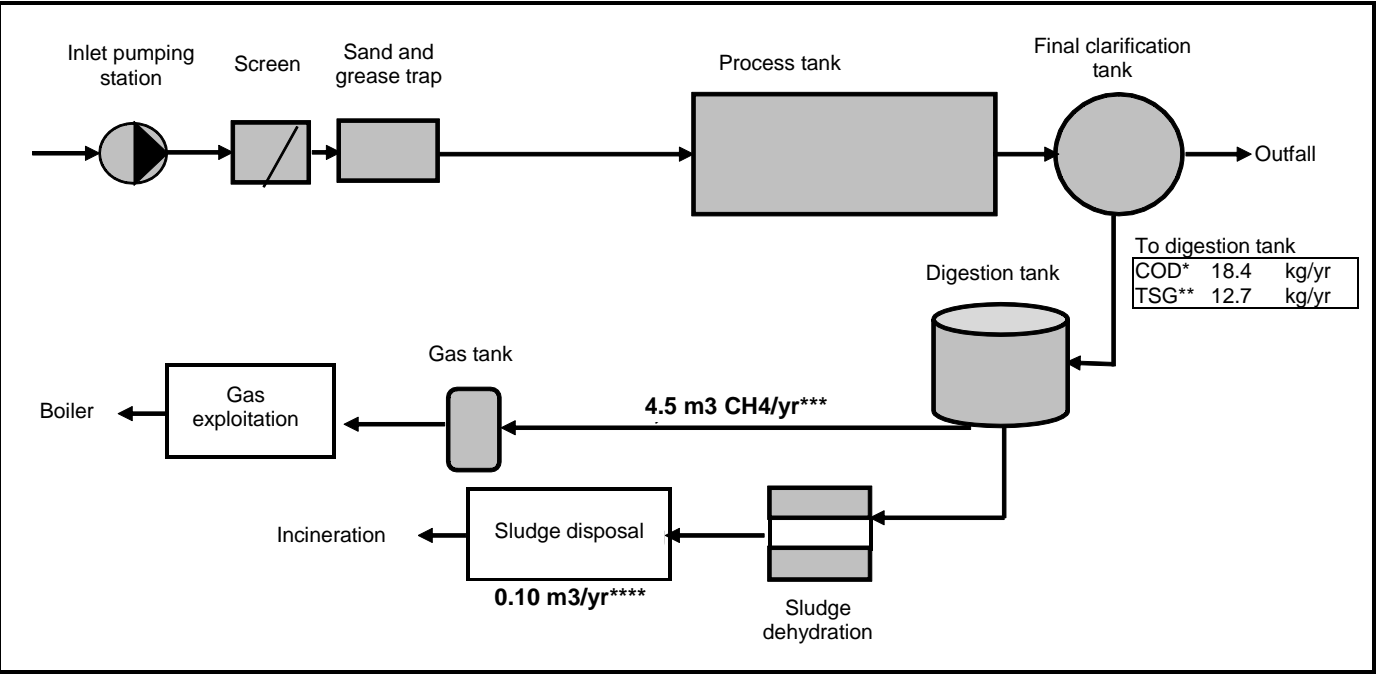 Inlet pumping
station
Screen
Sand and
grease trap
Process tank
Final clarification
tank
Outfall
To digestion tank
COD* 18.4 kg/yr
TSG** 12.7 kg/yr
Digestion tank
Gas tank
4.5 m3 CH4/yr***
Gas
exploitation
Boiler
Incineration
Sludge disposal
0.10 m3/yr****
Sludge
dehydration